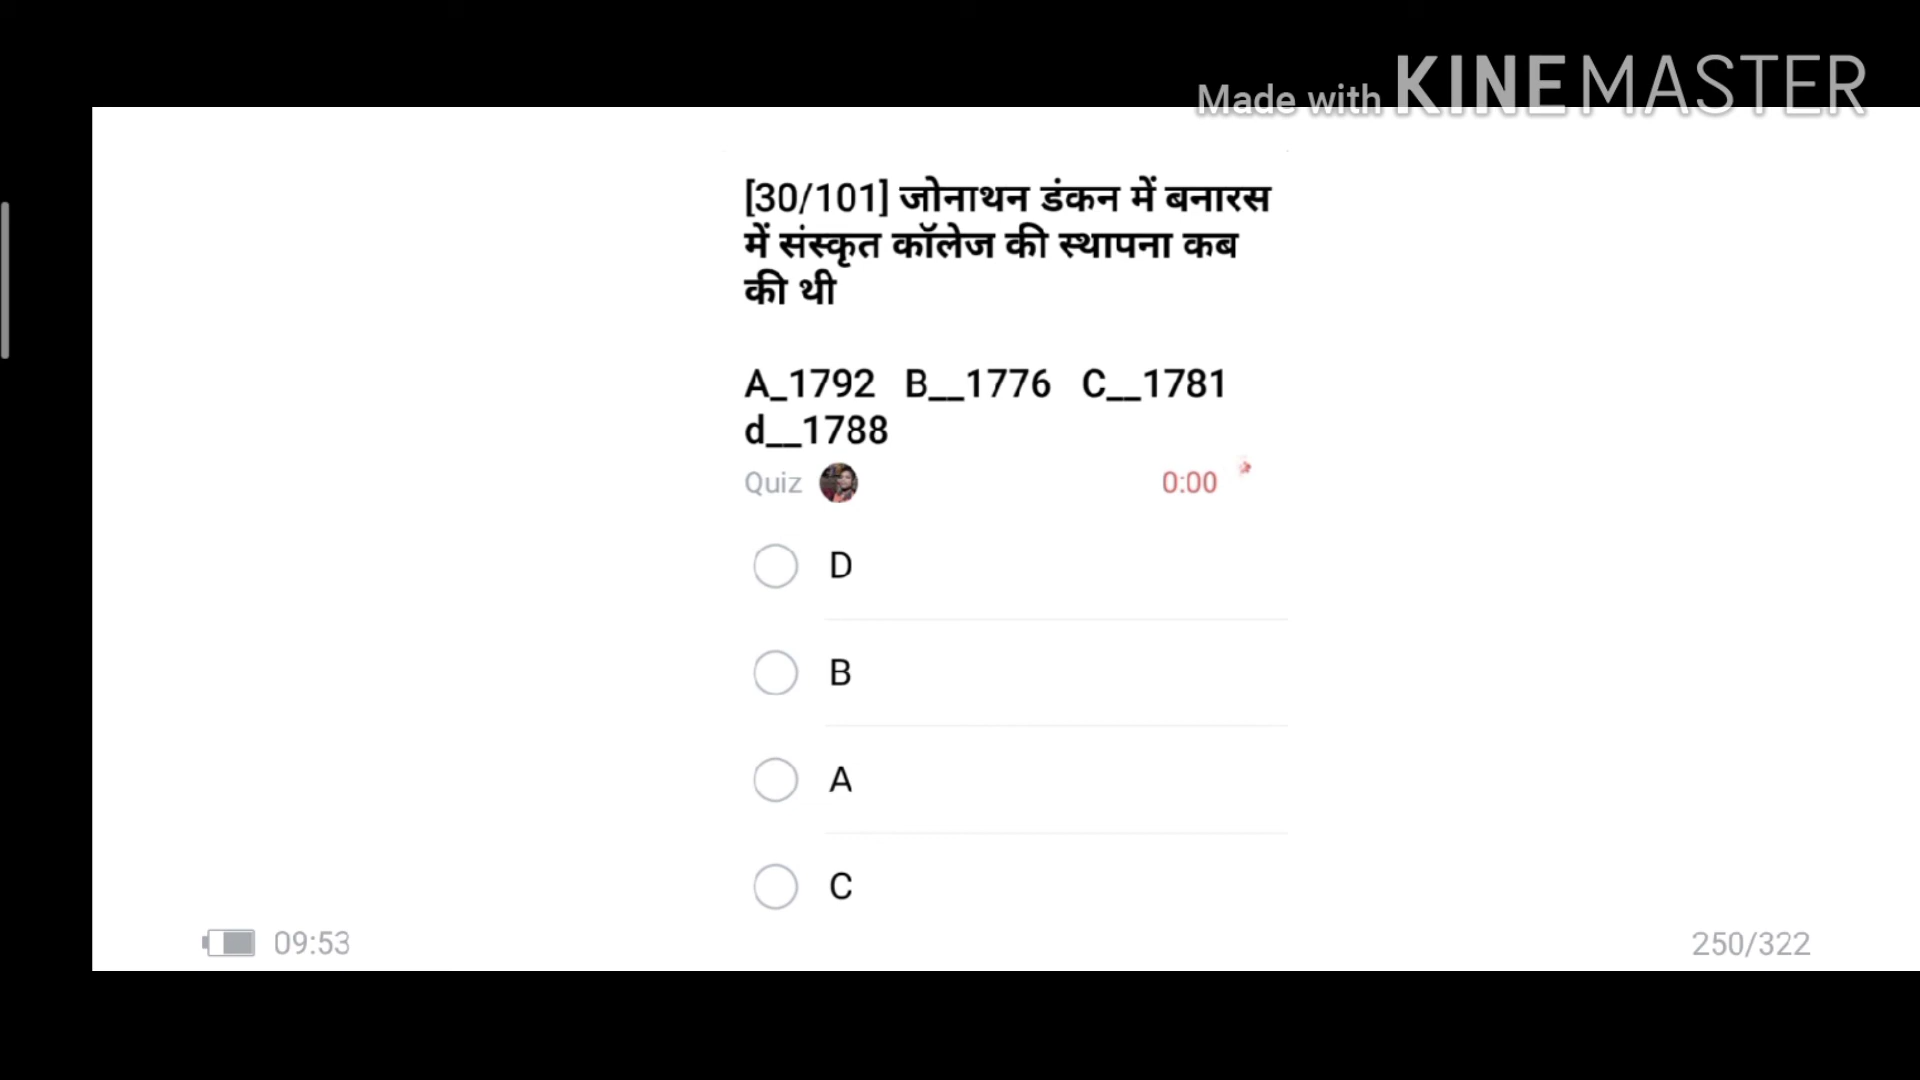 Made with KINEMASTER
[30/101] जोनाथन डंकन में बनारस
में संस्कृत कॉलेज की स्थापना कब
की थी
A_1792 B__1776 C__1781
d__1788
Quiz 0:00
D
B
A
C
09:53 250/322